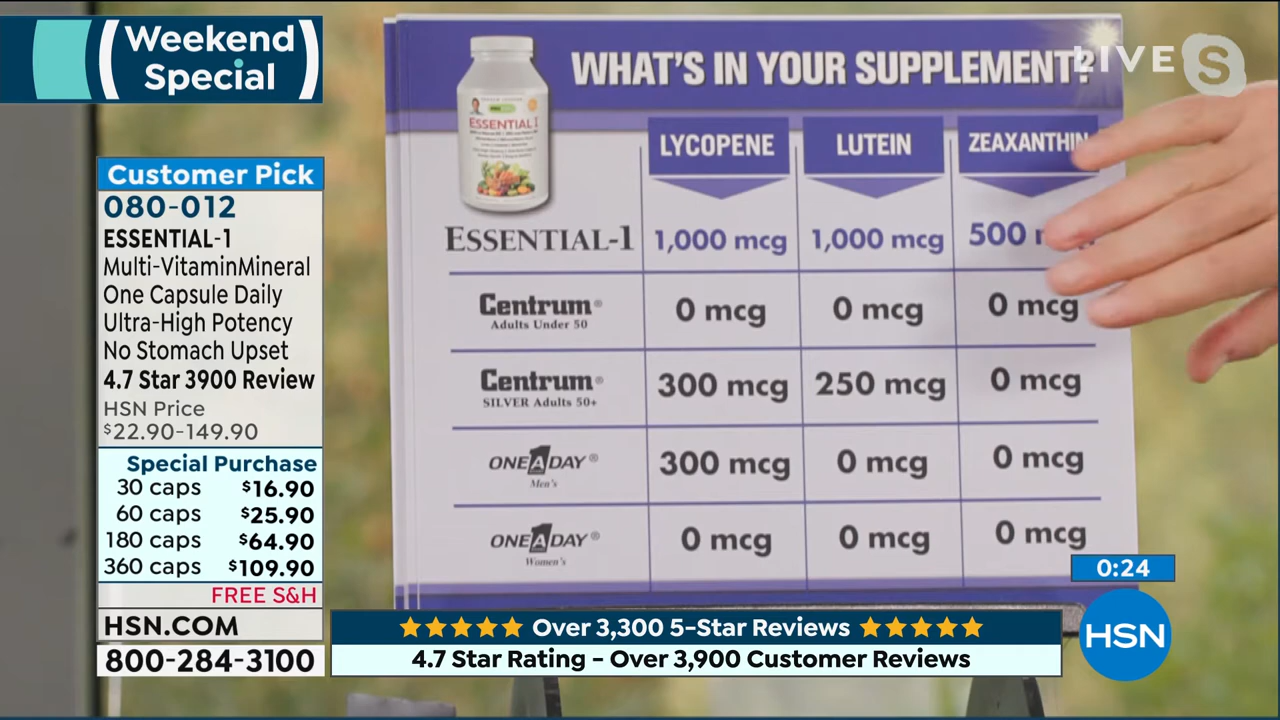 (Weekend
Special)
Customer Pick
080-012
ESSENTIAL-1
Multi-VitaminMineral
One Capsule Daily
Ultra-High Potency
No Stomach Upset
4.7 Star 3900 Review
HSN Price
$22.90-149.90
Special Purchase
30 caps $16.90
60 caps $25.90
180 caps $64.90
360 caps $109.90
FREE S&H
HSN.COM
800-284-3100
WHAT'S IN YOUR SUPPLEMENT?
LIVE S
ESSENTIAL 1
LYCOPENE LUTEIN ZEAXANTHIN
ESSENTIAL-1 1,000 mcg 1,000 mcg 500
Centrum® 0 mcg 0 mcg 0 mcg
Adults Under 50
Centrum® 300 mcg 250 mcg 0 mcg
SILVER Adults 50+
ONE A DAY® 300 mcg 0 mcg 0 mcg
Men's
ONE A DAY® 0 mcg 0 mcg 0 mcg
Women's
0:24
HSN
Over 3,300 5-Star Reviews
4.7 Star Rating – Over 3,900 Customer Reviews